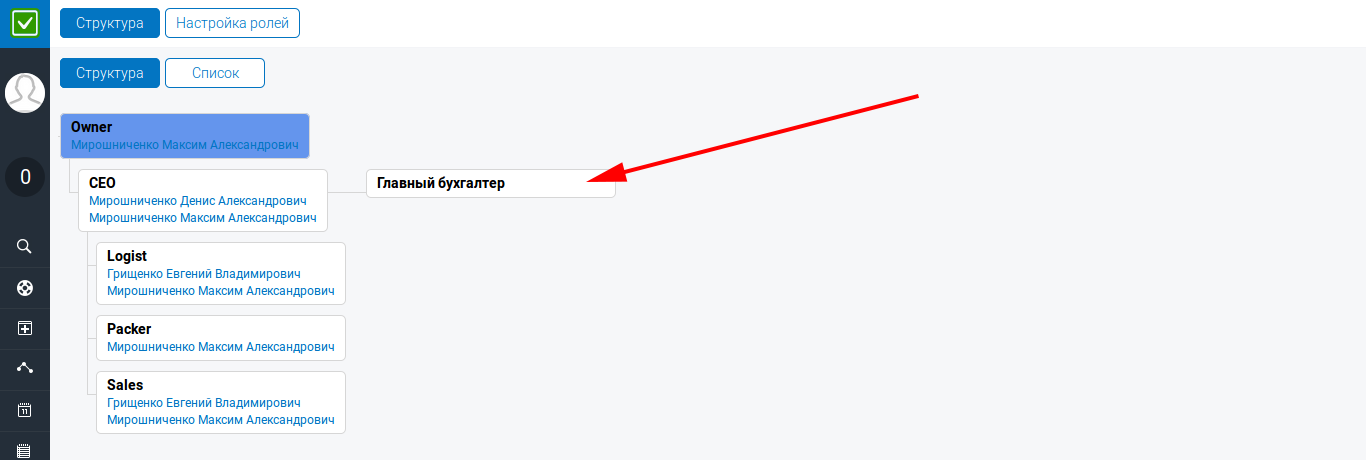 Структура
Настройка ролей
Структура
Список
Owner
Мирошниченко Максим Александрович
CEO
Мирошниченко Денис Александрович
Мирошниченко Максим Александрович
Главный бухгалтер
0
Logist
Грищенко Евгений Владимирович
Мирошниченко Максим Александрович
Packer
Мирошниченко Максим Александрович
Sales
Грищенко Евгений Владимирович
Мирошниченко Максим Александрович
11